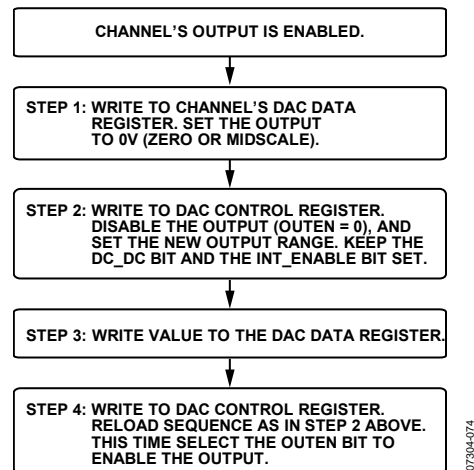 CHANNEL'S OUTPUT IS ENABLED.
STEP 1: WRITE TO CHANNEL'S DAC DATA
REGISTER. SET THE OUTPUT
TO 0V (ZERO OR MIDSCALE).
STEP 2: WRITE TO DAC CONTROL REGISTER.
DISABLE THE OUTPUT (OUTEN = 0), AND
SET THE NEW OUTPUT RANGE. KEEP THE
DC_DC BIT AND THE INT_ENABLE BIT SET.
STEP 3: WRITE VALUE TO THE DAC DATA REGISTER.
STEP 4: WRITE TO DAC CONTROL REGISTER.
RELOAD SEQUENCE AS IN STEP 2 ABOVE.
THIS TIME SELECT THE OUTEN BIT TO
ENABLE THE OUTPUT.
07304-074